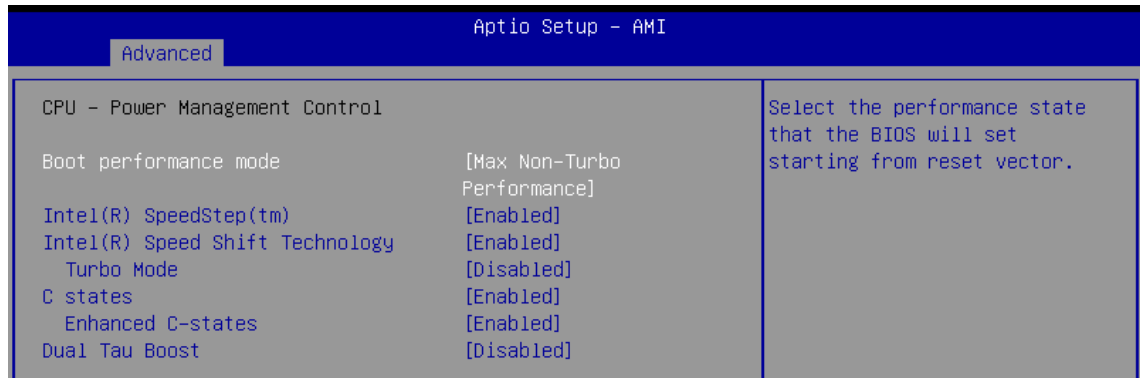 Aptio Setup – AMI
Advanced
CPU – Power Management Control
Boot performance mode [Max Non-Turbo
Performance]
Intel(R) SpeedStep(tm) [Enabled]
Intel(R) Speed Shift Technology [Enabled]
Turbo Mode [Disabled]
C states [Enabled]
Enhanced C-states [Enabled]
Dual Tau Boost [Disabled]
Select the performance state
that the BIOS will set
starting from reset vector.